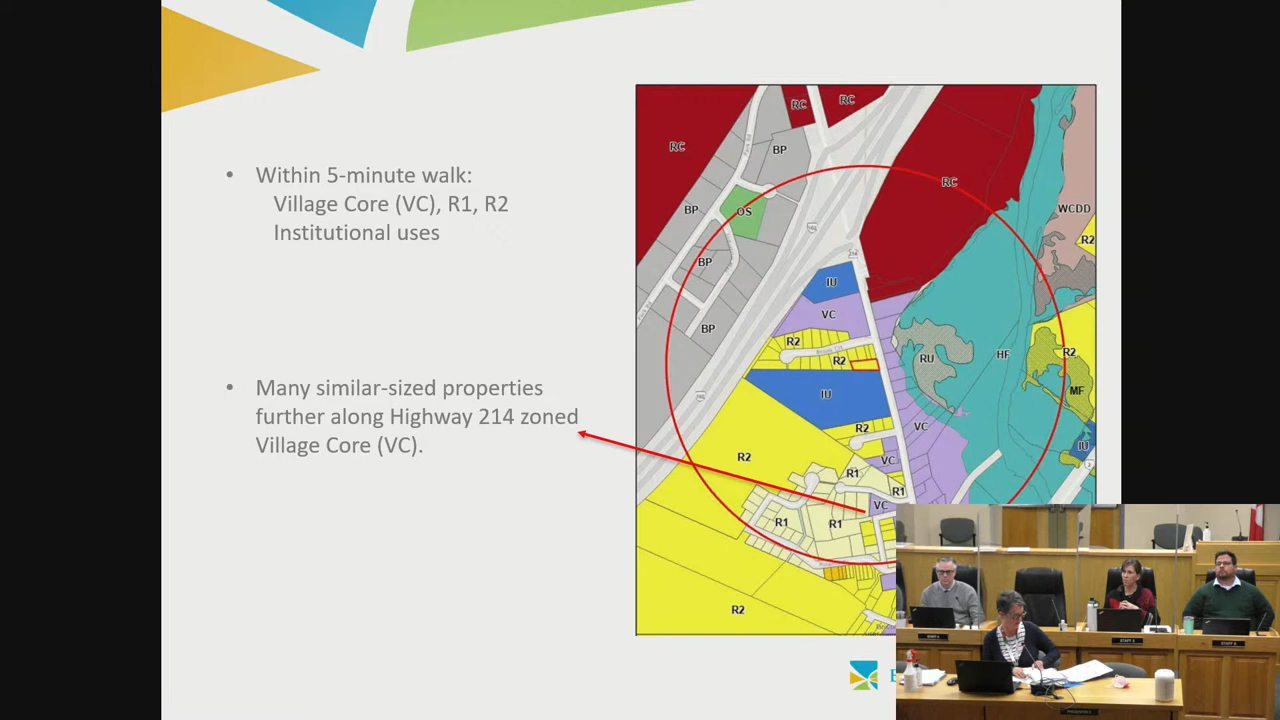 • Within 5-minute walk:
Village Core (VC), R1, R2
Institutional uses
• Many similar-sized properties
further along Highway 214 zoned
Village Core (VC).
RC
RC
RC
BP
RC
BP
OS
WCDD
R2
BP
IU
VC
BP
R2
R2
RU
HF
R2
MF
IU
R2
VC
IU
R2
VC
R1
R1
VC
R1
R1
R2
E